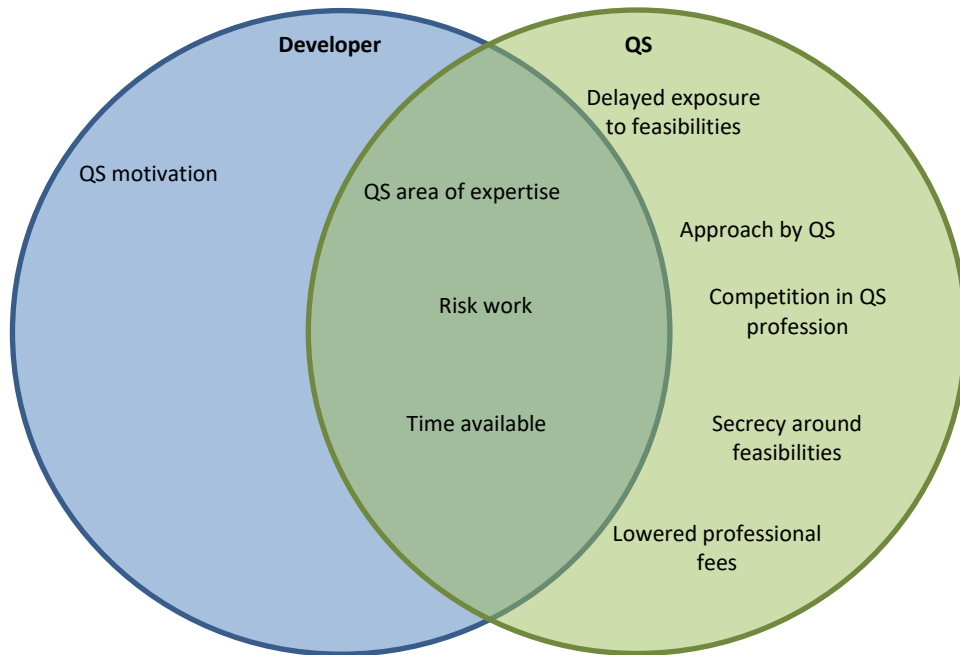 Developer
QS
Delayed exposure
to feasibilities
QS motivation
QS area of expertise
Approach by QS
Competition in QS
profession
Risk work
Time available
Secrecy around
feasibilities
Lowered professional
fees